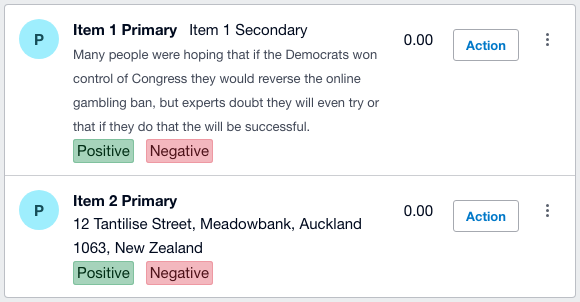 P Item 1 Primary Item 1 Secondary 0.00 Action
Many people were hoping that if the Democrats won
control of Congress they would reverse the online
gambling ban, but experts doubt they will even try or
that if they do that the will be successful.
Positive Negative
P Item 2 Primary 0.00 Action
12 Tantilise Street, Meadowbank, Auckland
1063, New Zealand
Positive Negative